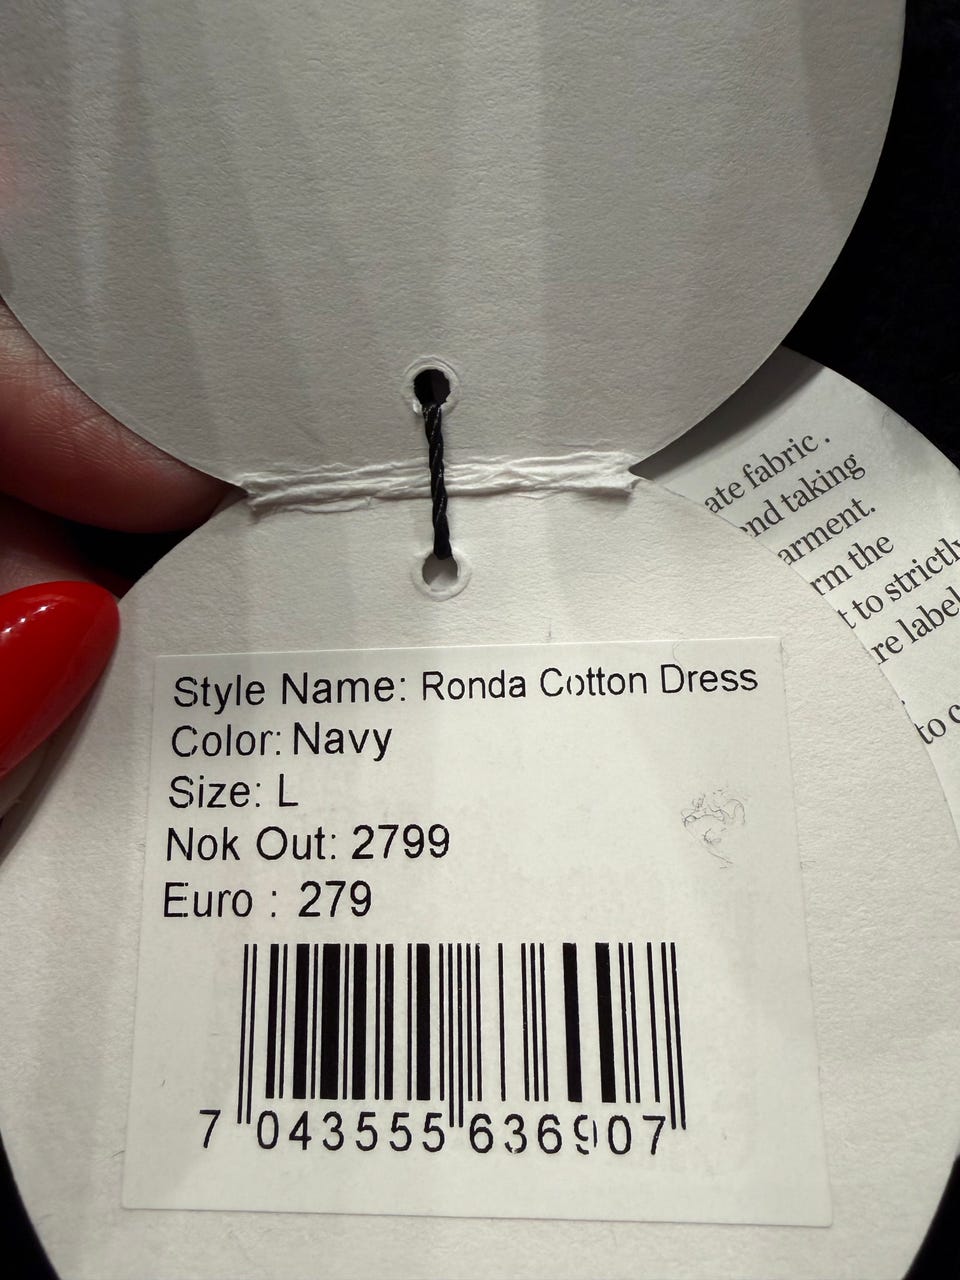 ate fabric .
nd taking
arment.
rm the
t to strictly
re label
to c
Style Name: Ronda Cotton Dress
Color: Navy
Size: L
Nok Out: 2799
Euro : 279
7 043555 636907